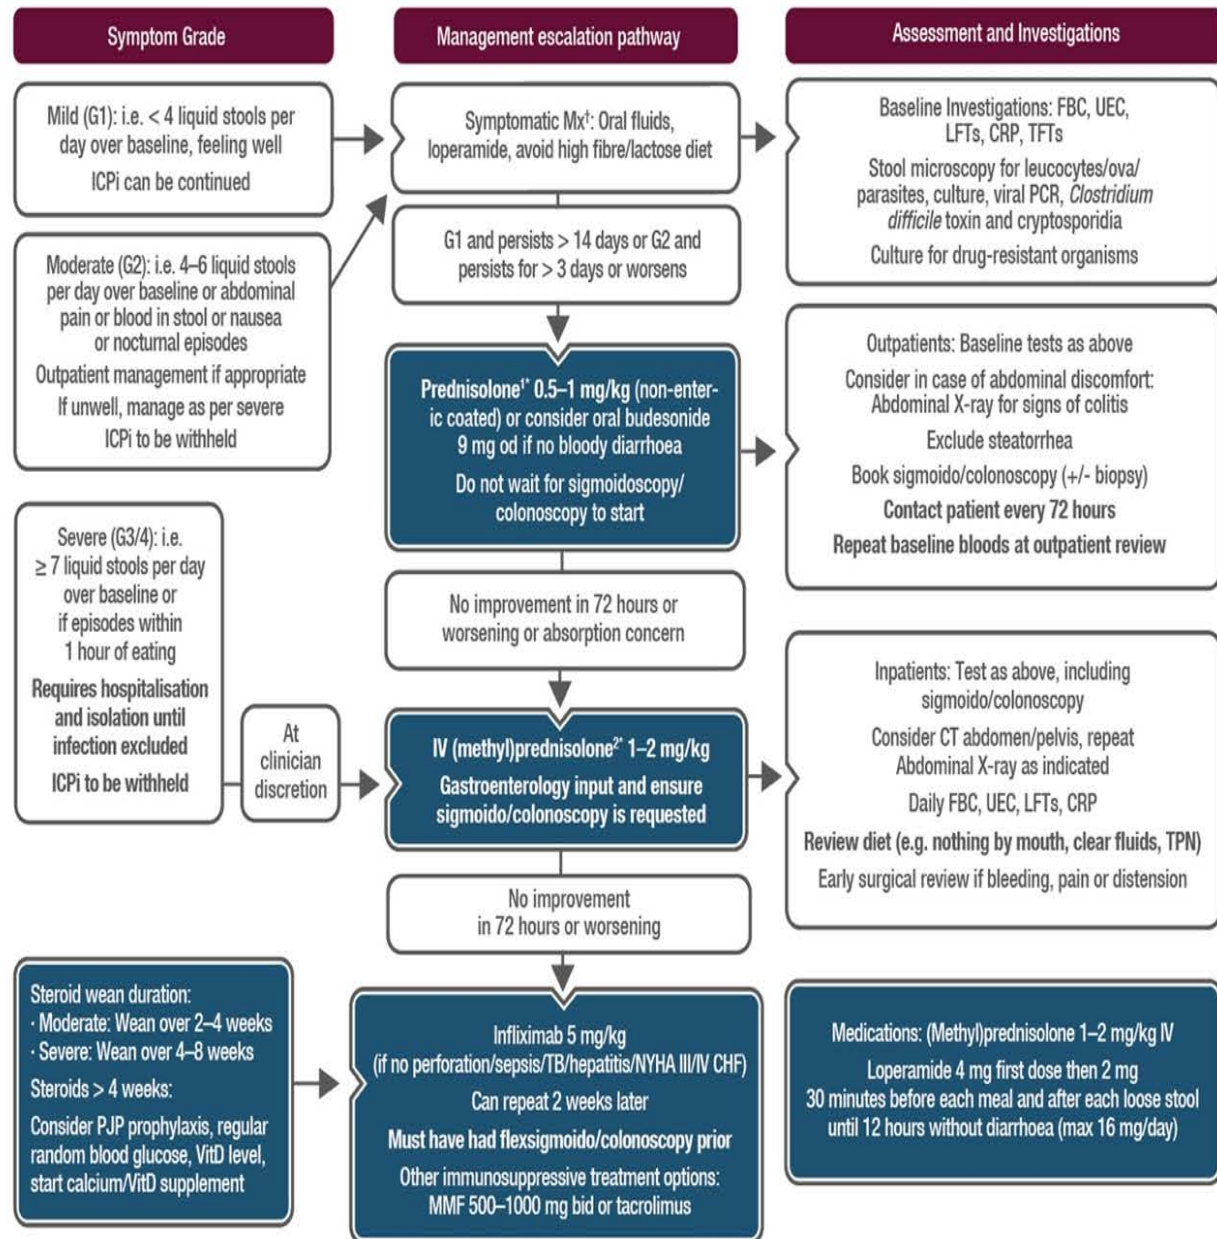 Symptom Grade
Management escalation pathway
Assessment and Investigations
Mild (G1): i.e. < 4 liquid stools per
day over baseline, feeling well
ICPi can be continued
Symptomatic Mx†: Oral fluids,
loperamide, avoid high fibre/lactose diet
Baseline Investigations: FBC, UEC,
LFTs, CRP, TFTs
Stool microscopy for leucocytes/ova/
parasites, culture, viral PCR, Clostridium
difficile toxin and cryptosporidia
Culture for drug-resistant organisms
G1 and persists > 14 days or G2 and
persists for > 3 days or worsens
Moderate (G2): i.e. 4–6 liquid stools
per day over baseline or abdominal
pain or blood in stool or nausea
or nocturnal episodes
Outpatient management if appropriate
If unwell, manage as per severe
ICPi to be withheld
Prednisolone1* 0.5–1 mg/kg (non-enter-
ic coated) or consider oral budesonide
9 mg od if no bloody diarrhoea
Do not wait for sigmoidoscopy/
colonoscopy to start
Outpatients: Baseline tests as above
Consider in case of abdominal discomfort:
Abdominal X-ray for signs of colitis
Exclude steatorrhea
Book sigmoido/colonoscopy (+/- biopsy)
Contact patient every 72 hours
Repeat baseline bloods at outpatient review
Severe (G3/4): i.e.
≥ 7 liquid stools per day
over baseline or
if episodes within
1 hour of eating
Requires hospitalisation
and isolation until
infection excluded
ICPi to be withheld
At
clinician
discretion
No improvement in 72 hours or
worsening or absorption concern
IV (methyl)prednisolone2* 1–2 mg/kg
Gastroenterology input and ensure
sigmoido/colonoscopy is requested
Inpatients: Test as above, including
sigmoido/colonoscopy
Consider CT abdomen/pelvis, repeat
Abdominal X-ray as indicated
Daily FBC, UEC, LFTs, CRP
Review diet (e.g. nothing by mouth, clear fluids, TPN)
Early surgical review if bleeding, pain or distension
No improvement
in 72 hours or worsening
Steroid wean duration:
· Moderate: Wean over 2–4 weeks
· Severe: Wean over 4–8 weeks
Steroids > 4 weeks:
Consider PJP prophylaxis, regular
random blood glucose, VitD level,
start calcium/VitD supplement
Infliximab 5 mg/kg
(if no perforation/sepsis/TB/hepatitis/NYHA III/IV CHF)
Can repeat 2 weeks later
Must have had flexsigmoido/colonoscopy prior
Other immunosuppressive treatment options:
MMF 500–1000 mg bid or tacrolimus
Medications: (Methyl)prednisolone 1–2 mg/kg IV
Loperamide 4 mg first dose then 2 mg
30 minutes before each meal and after each loose stool
until 12 hours without diarrhoea (max 16 mg/day)